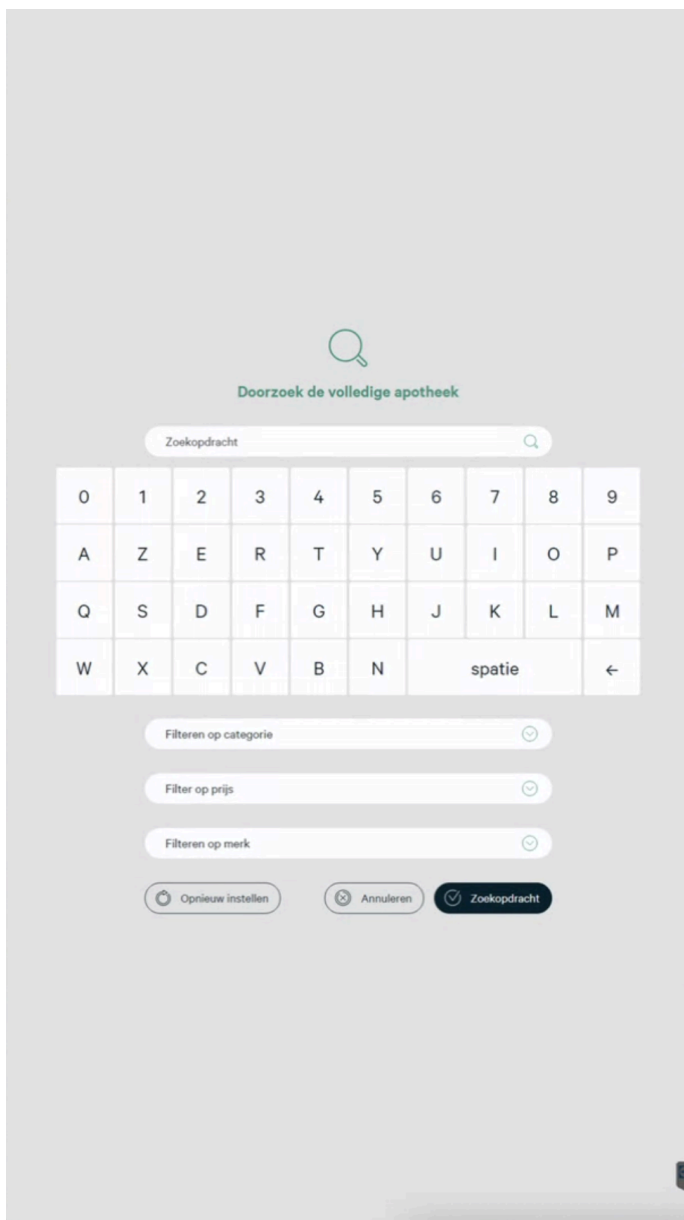 Doorzoek de volledige apotheek
Zoekopdracht
0 1 2 3 4 5 6 7 8 9
A Z E R T Y U I O P
Q S D F G H J K L M
W X C V B N spatie ←
Filteren op categorie
Filter op prijs
Filteren op merk
Opnieuw instellen Annuleren Zoekopdracht